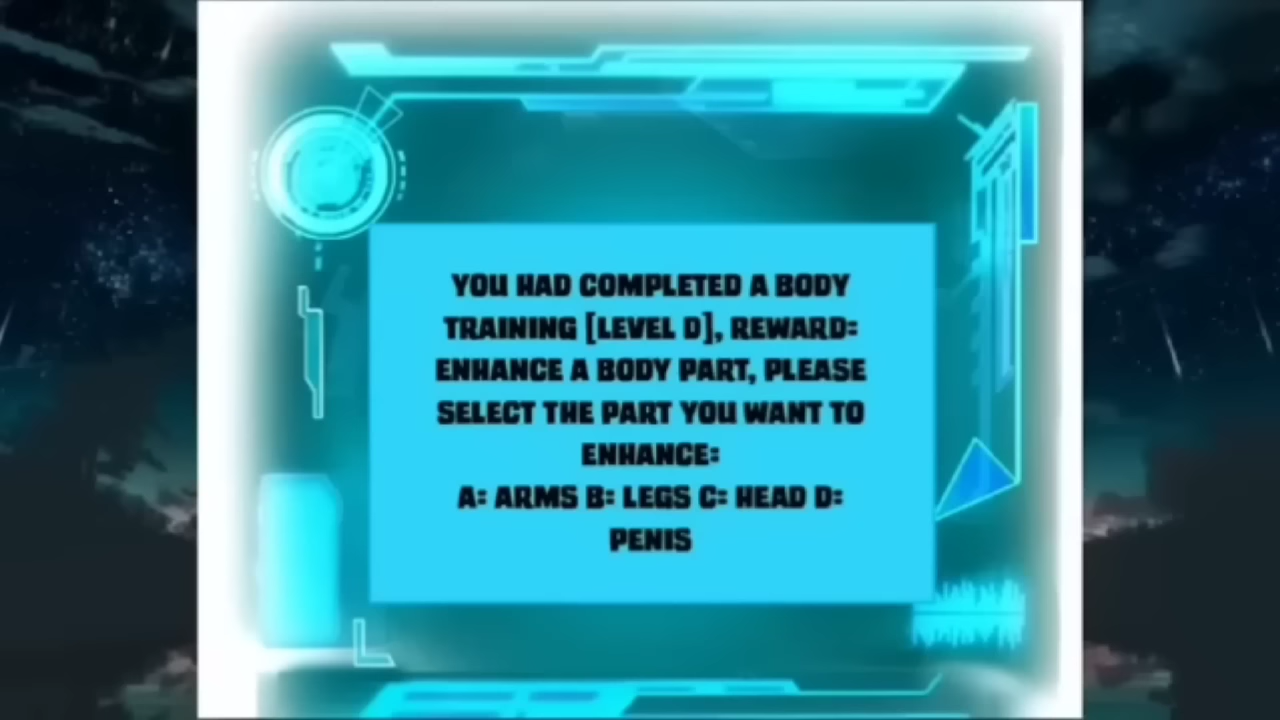 YOU HAD COMPLETED A BODY
TRAINING [LEVEL D], REWARD:
ENHANCE A BODY PART, PLEASE
SELECT THE PART YOU WANT TO
ENHANCE:
A: ARMS B: LEGS C: HEAD D:
PENIS